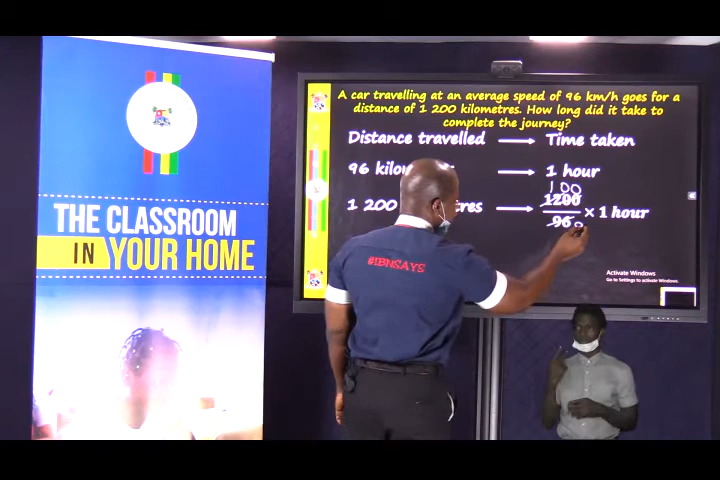 THE CLASSROOM
IN YOUR HOME
A car travelling at an average speed of 96 km/h goes for a
distance of 1 200 kilometres. How long did it take to
complete the journey?
Distance travelled → Time taken
→ 1 hour
100
1 200 → 1200/96 × 1 hour
#IBNSAYS
Activate Windows
Go to Settings to activate Windows.